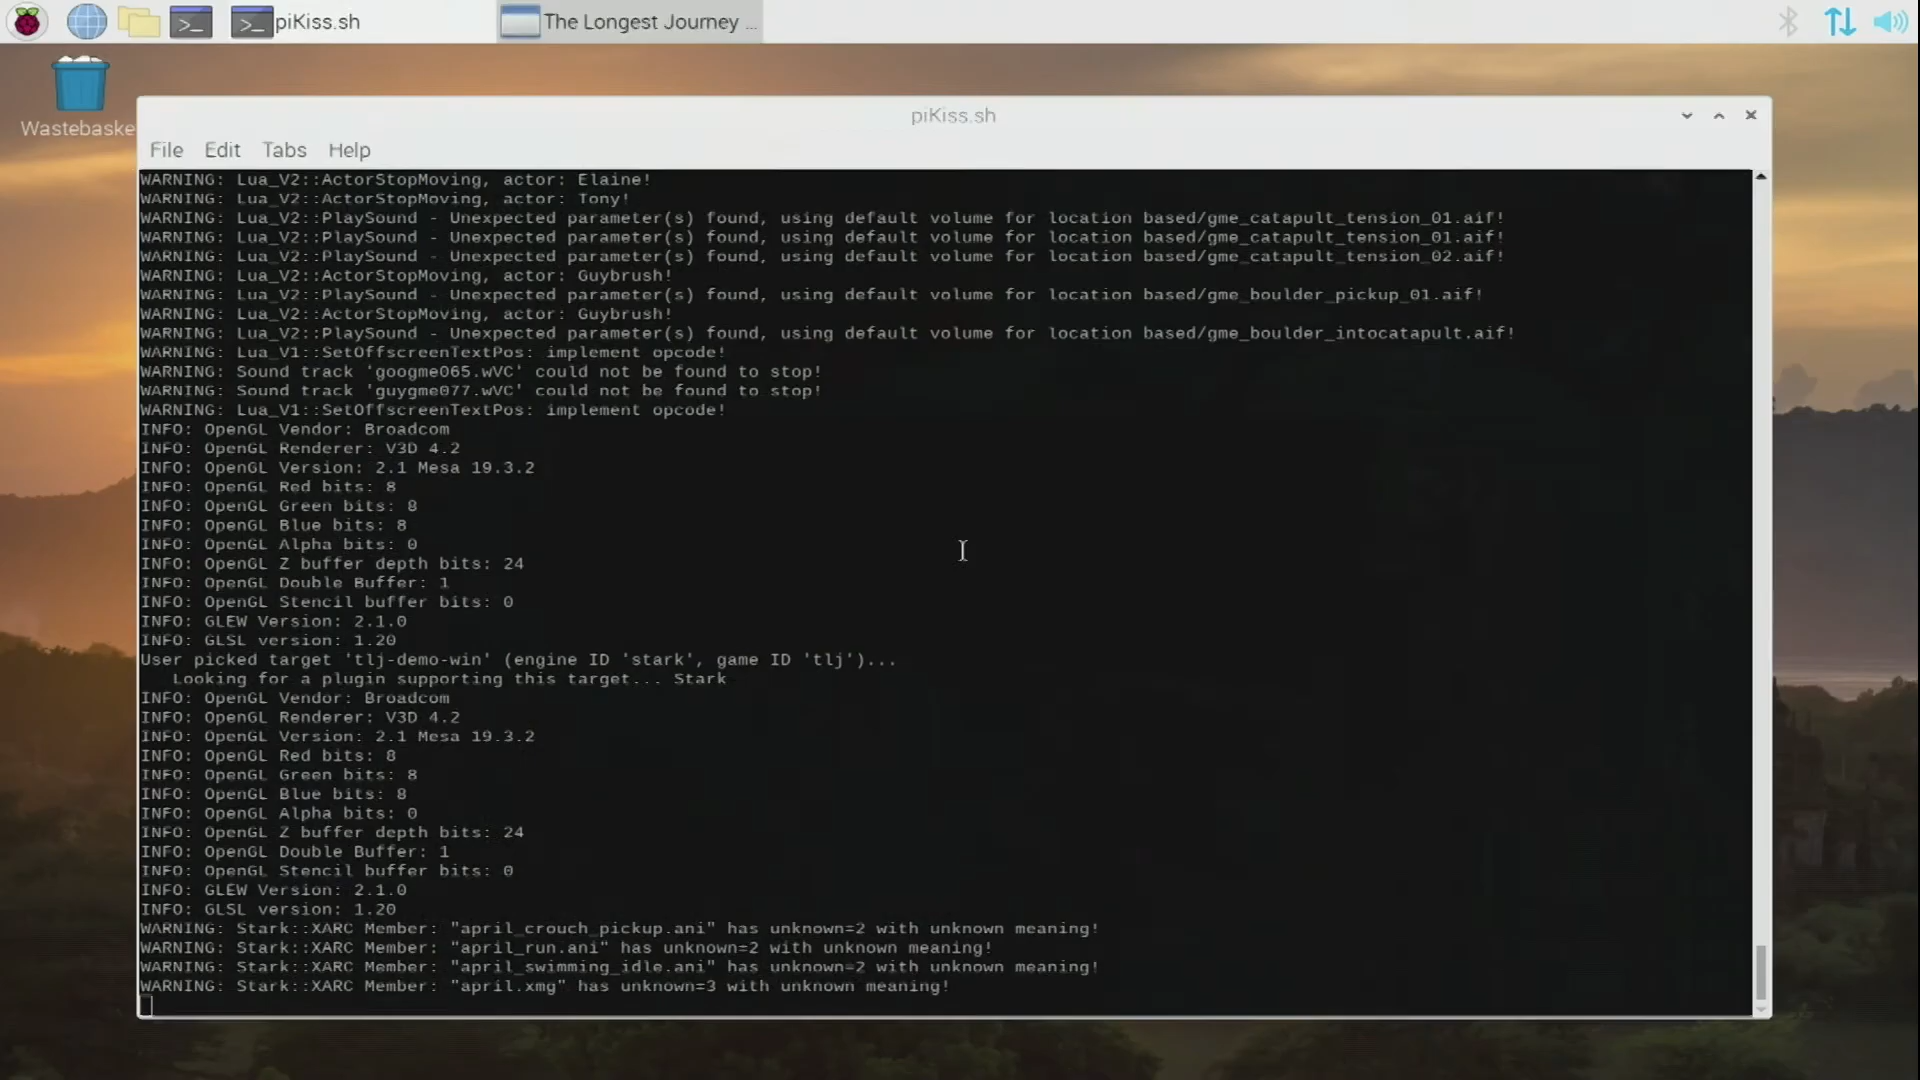 piKiss.sh
The Longest Journey ...
Wastebaske
piKiss.sh
File Edit Tabs Help
WARNING: Lua_V2::ActorStopMoving, actor: Elaine!
WARNING: Lua_V2::ActorStopMoving, actor: Tony!
WARNING: Lua_V2::PlaySound - Unexpected parameter(s) found, using default volume for location based/gme_catapult_tension_01.aif!
WARNING: Lua_V2::PlaySound - Unexpected parameter(s) found, using default volume for location based/gme_catapult_tension_01.aif!
WARNING: Lua_V2::PlaySound - Unexpected parameter(s) found, using default volume for location based/gme_catapult_tension_02.aif!
WARNING: Lua_V2::ActorStopMoving, actor: Guybrush!
WARNING: Lua_V2::PlaySound - Unexpected parameter(s) found, using default volume for location based/gme_boulder_pickup_01.aif!
WARNING: Lua_V2::ActorStopMoving, actor: Guybrush!
WARNING: Lua_V2::PlaySound - Unexpected parameter(s) found, using default volume for location based/gme_boulder_intocatapult.aif!
WARNING: Lua_V1::SetOffscreenTextPos: implement opcode!
WARNING: Sound track 'googme065.wVC' could not be found to stop!
WARNING: Sound track 'guygme077.wVC' could not be found to stop!
WARNING: Lua_V1::SetOffscreenTextPos: implement opcode!
INFO: OpenGL Vendor: Broadcom
INFO: OpenGL Renderer: V3D 4.2
INFO: OpenGL Version: 2.1 Mesa 19.3.2
INFO: OpenGL Red bits: 8
INFO: OpenGL Green bits: 8
INFO: OpenGL Blue bits: 8
INFO: OpenGL Alpha bits: 0
INFO: OpenGL Z buffer depth bits: 24
INFO: OpenGL Double Buffer: 1
INFO: OpenGL Stencil buffer bits: 0
INFO: GLEW Version: 2.1.0
INFO: GLSL version: 1.20
User picked target 'tlj-demo-win' (engine ID 'stark', game ID 'tlj')...
Looking for a plugin supporting this target... Stark
INFO: OpenGL Vendor: Broadcom
INFO: OpenGL Renderer: V3D 4.2
INFO: OpenGL Version: 2.1 Mesa 19.3.2
INFO: OpenGL Red bits: 8
INFO: OpenGL Green bits: 8
INFO: OpenGL Blue bits: 8
INFO: OpenGL Alpha bits: 0
INFO: OpenGL Z buffer depth bits: 24
INFO: OpenGL Double Buffer: 1
INFO: OpenGL Stencil buffer bits: 0
INFO: GLEW Version: 2.1.0
INFO: GLSL version: 1.20
WARNING: Stark::XARC Member: "april_crouch_pickup.ani" has unknown=2 with unknown meaning!
WARNING: Stark::XARC Member: "april_run.ani" has unknown=2 with unknown meaning!
WARNING: Stark::XARC Member: "april_swimming_idle.ani" has unknown=2 with unknown meaning!
WARNING: Stark::XARC Member: "april.xmg" has unknown=3 with unknown meaning!